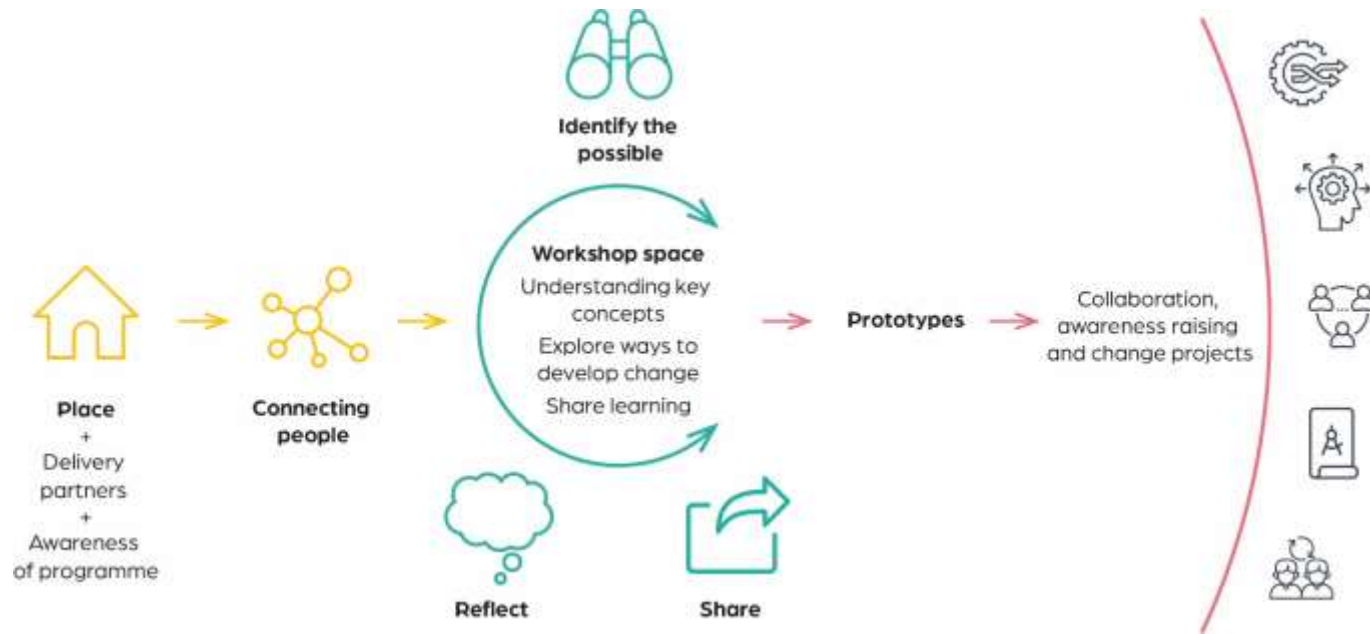 Place
+
Delivery
partners
+
Awareness
of programme
Connecting
people
Identify the
possible
Workshop space
Understanding key
concepts
Explore ways to
develop change
Share learning
Reflect
Share
Prototypes
Collaboration,
awareness raising
and change projects